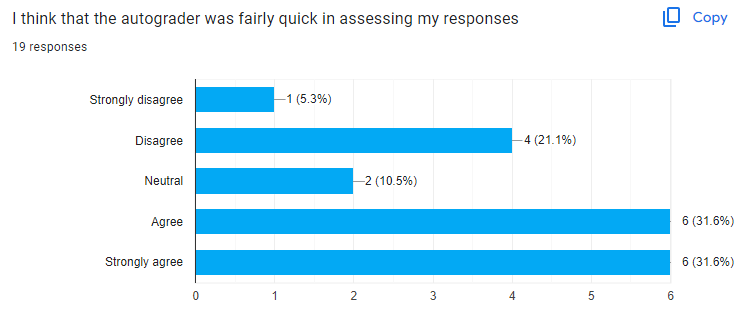 I think that the autograder was fairly quick in assessing my responses
Copy
19 responses
Strongly disagree 1 (5.3%)
Disagree 4 (21.1%)
Neutral 2 (10.5%)
Agree 6 (31.6%)
Strongly agree 6 (31.6%)
0 1 2 3 4 5 6